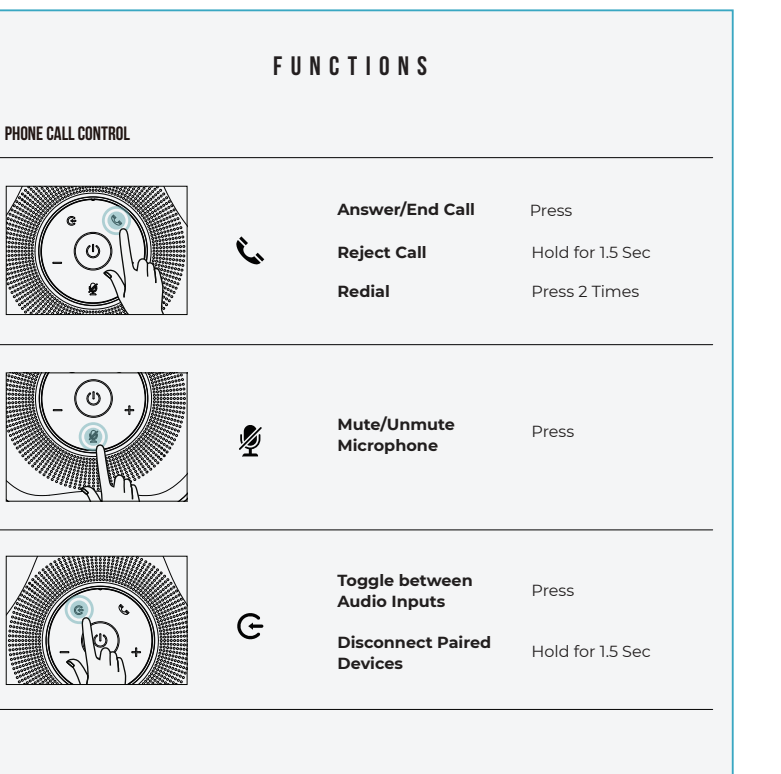 FUNCTIONS
PHONE CALL CONTROL
Answer/End Call Press
Reject Call Hold for 1.5 Sec
Redial Press 2 Times
Mute/Unmute
Microphone
Press
Toggle between
Audio Inputs
Press
Disconnect Paired
Devices
Hold for 1.5 Sec